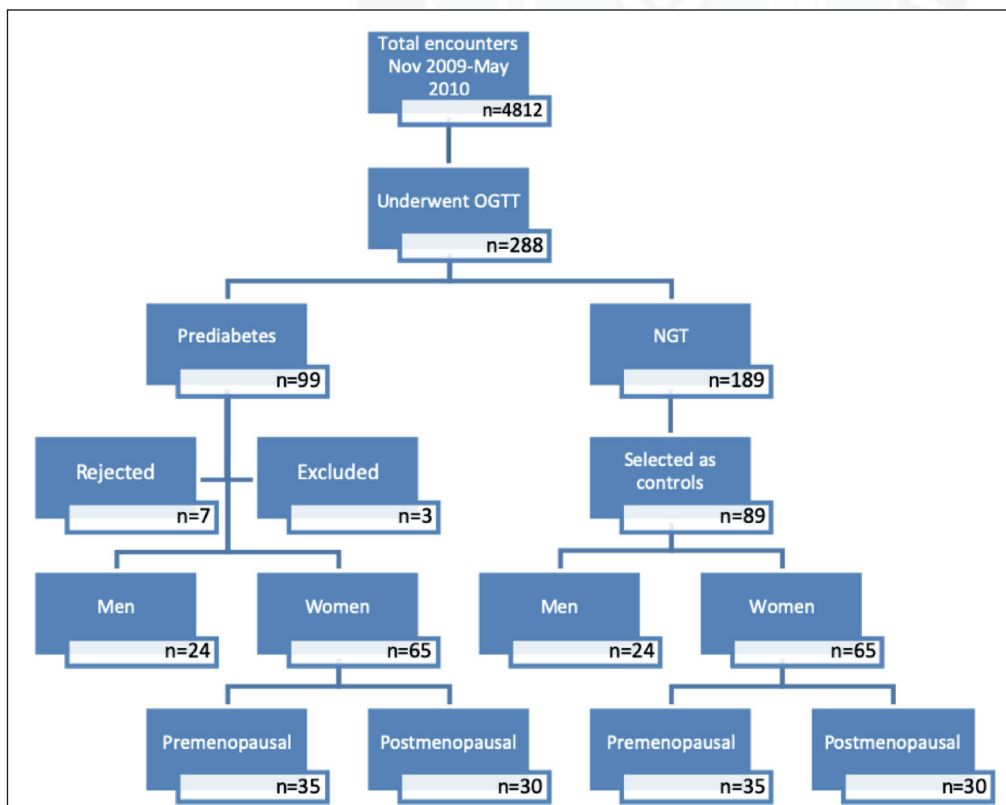 Total encounters
Nov 2009-May
2010
n=4812
Underwent OGTT
n=288
Prediabetes
n=99
NGT
n=189
Rejected
n=7
Excluded
n=3
Selected as
controls
n=89
Men
n=24
Women
n=65
Men
n=24
Women
n=65
Premenopausal
n=35
Postmenopausal
n=30
Premenopausal
n=35
Postmenopausal
n=30